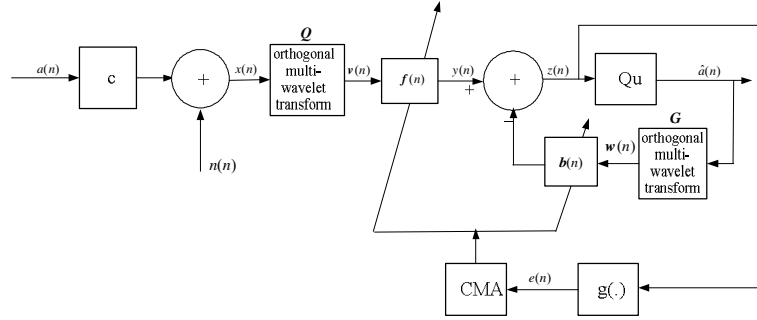 Q
a(n)
c
+
x(n)
orthogonal
multi-
wavelet
transform
v(n)
f(n)
y(n)
+
+
z(n)
Qu
â(n)
n(n)
−
b(n)
w(n)
G
orthogonal
multi-
wavelet
transform
CMA
e(n)
g(.)